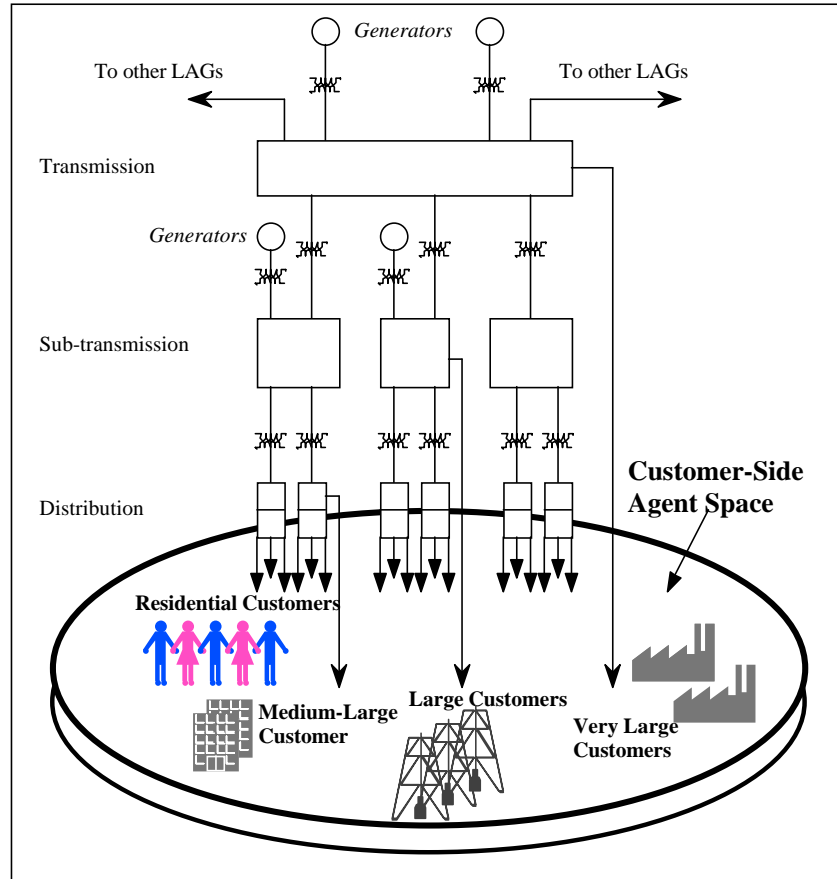 Generators
To other LAGs
To other LAGs
Transmission
Generators
Sub-transmission
Customer-Side
Agent Space
Distribution
Residential Customers
Medium-Large
Customer
Large Customers
Very Large
Customers